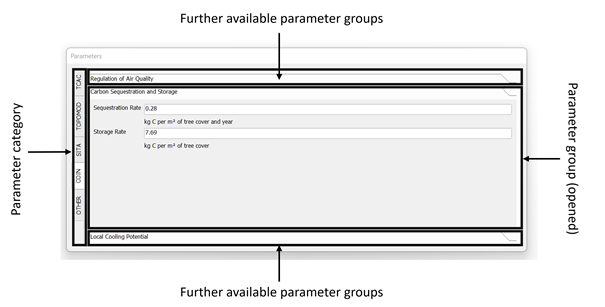 Further available parameter groups
Parameters
Regulation of Air Quality
Carbon Sequestration and Storage
Sequestration Rate 0.28
kg C per m² of tree cover and year
Storage Rate 7.69
kg C per m² of tree cover
Local Cooling Potential
TCAC
TOPOMOD
SITA
COVN
OTHER
Parameter category
Parameter group (opened)
Further available parameter groups